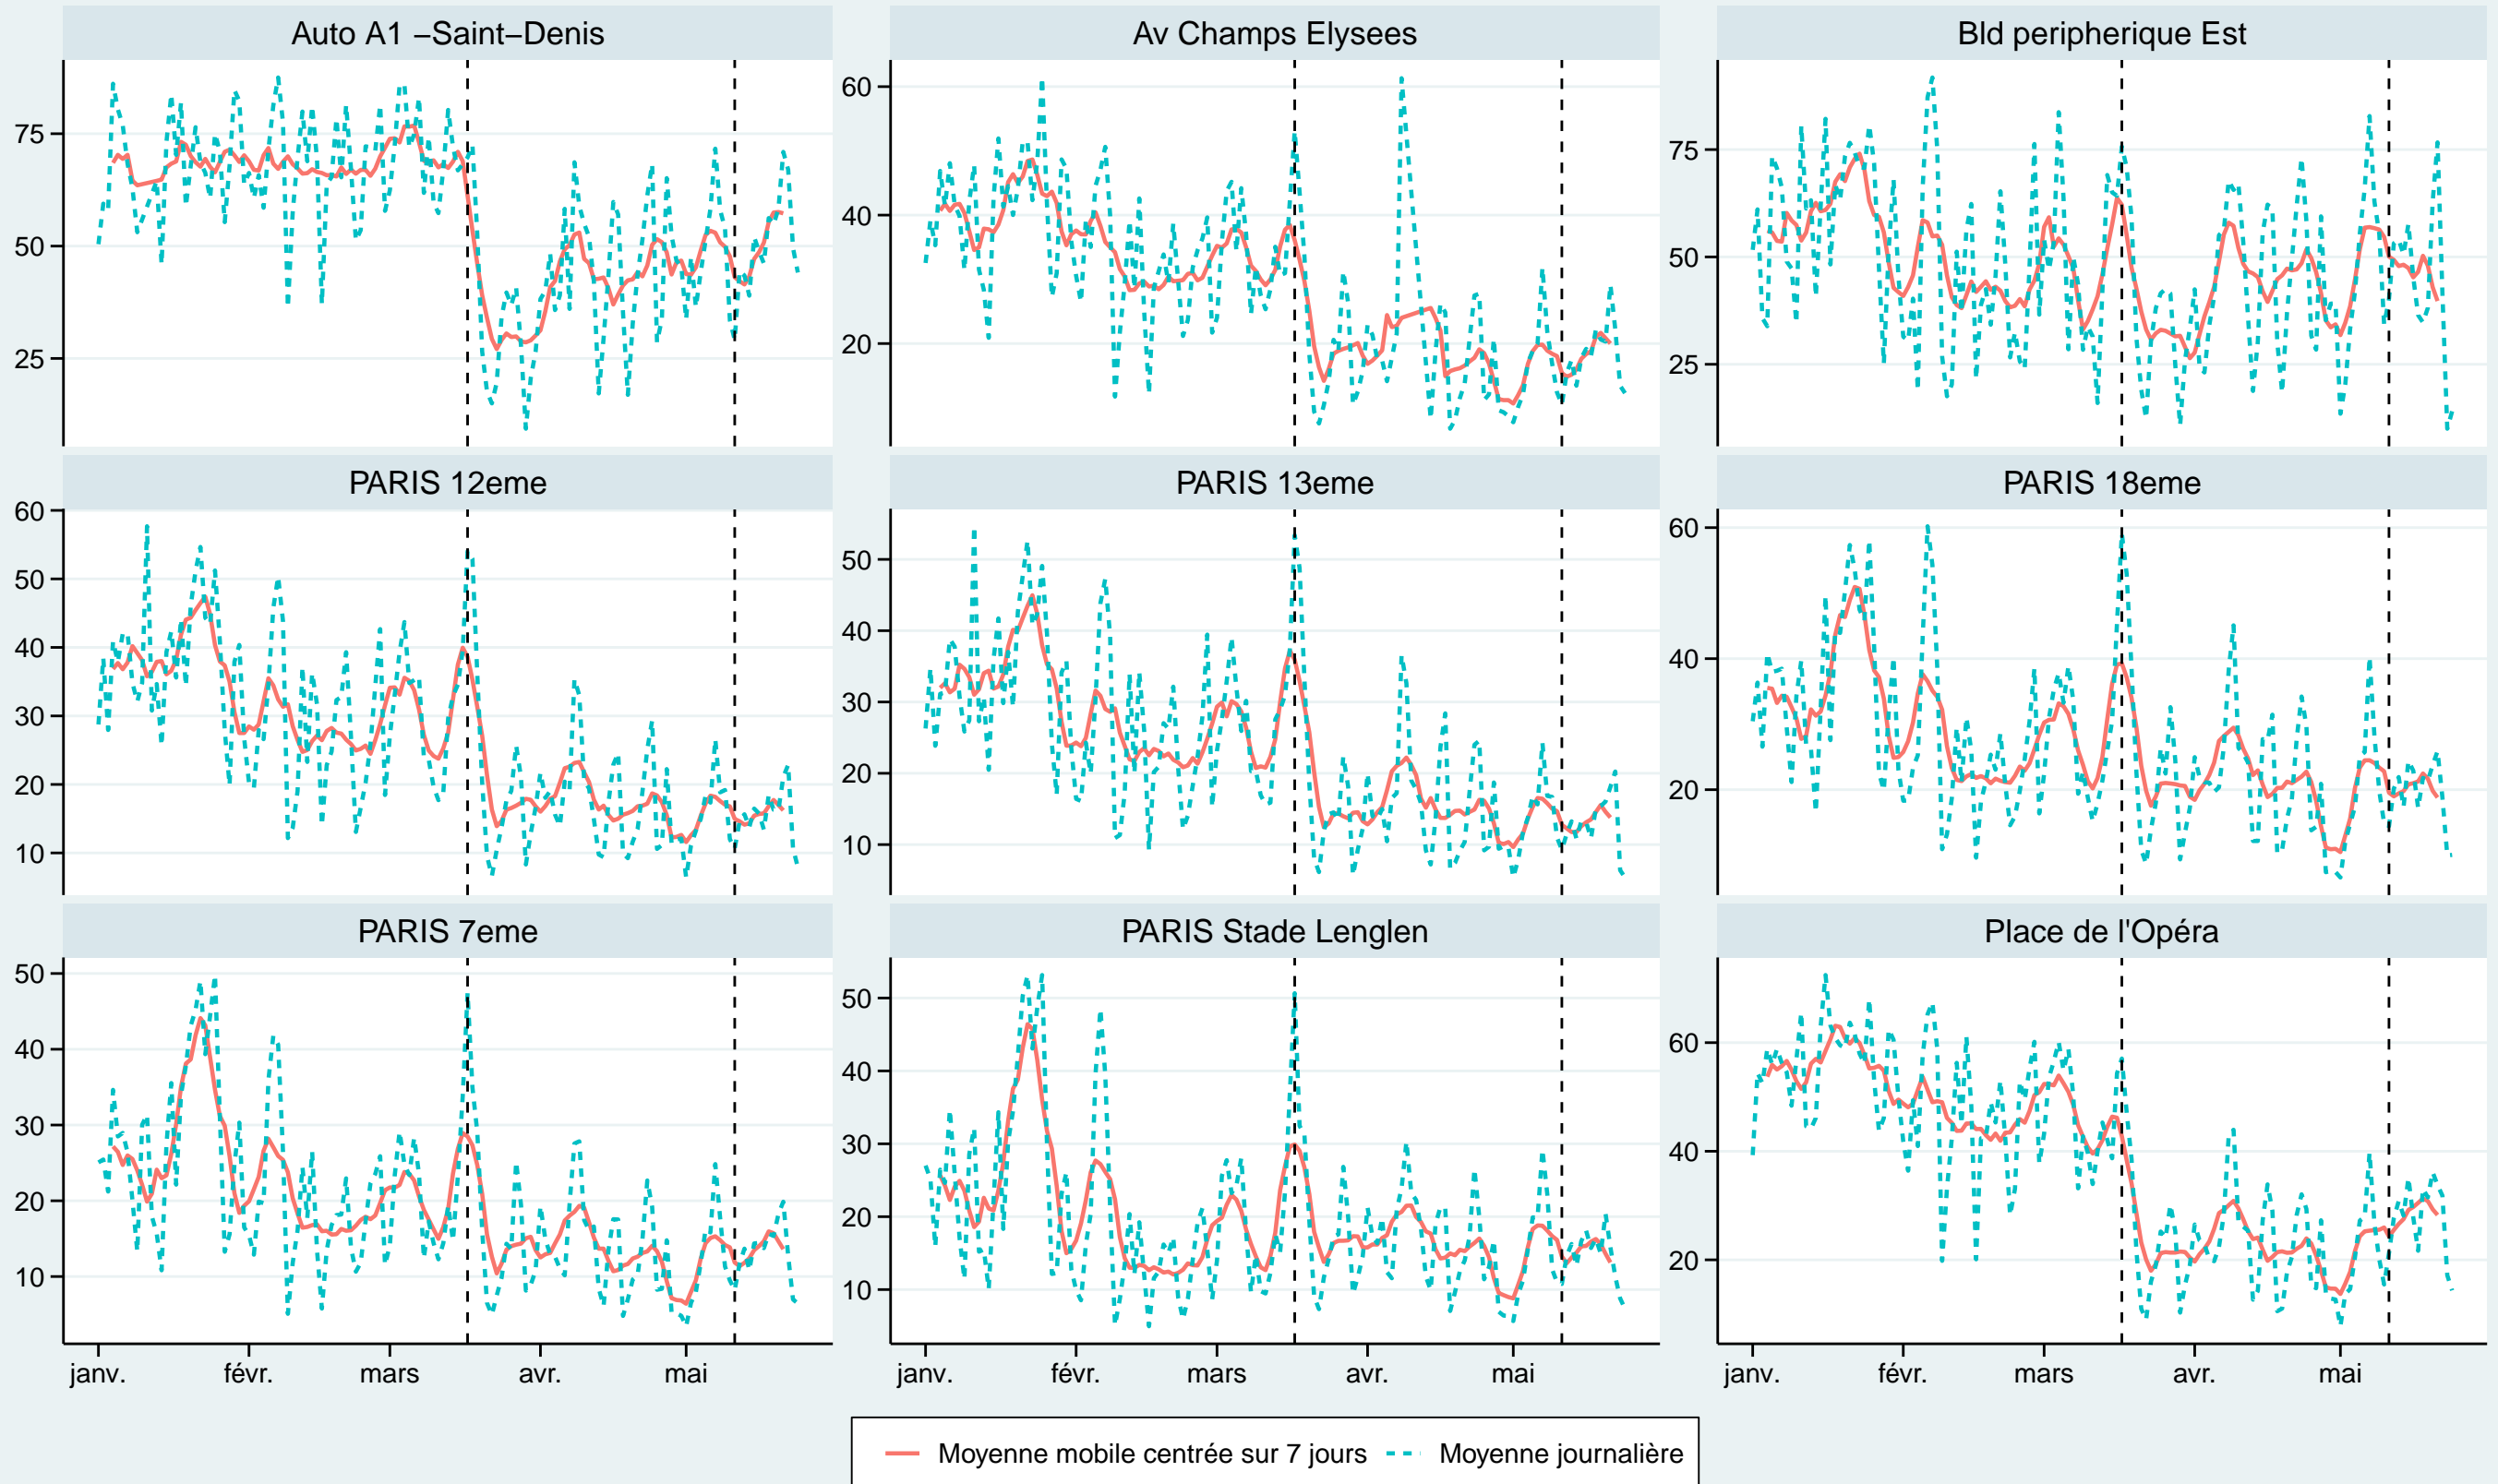 Auto A1 −Saint−Denis
Av Champs Elysees
Bld peripherique Est
75
50
25
60
40
20
75
50
25
PARIS 12eme
PARIS 13eme
PARIS 18eme
60
50
40
30
20
10
50
40
30
20
10
60
40
20
PARIS 7eme
PARIS Stade Lenglen
Place de l'Opéra
50
40
30
20
10
50
40
30
20
10
60
40
20
janv. févr. mars avr. mai
janv. févr. mars avr. mai
janv. févr. mars avr. mai
Moyenne mobile centrée sur 7 jours Moyenne journalière